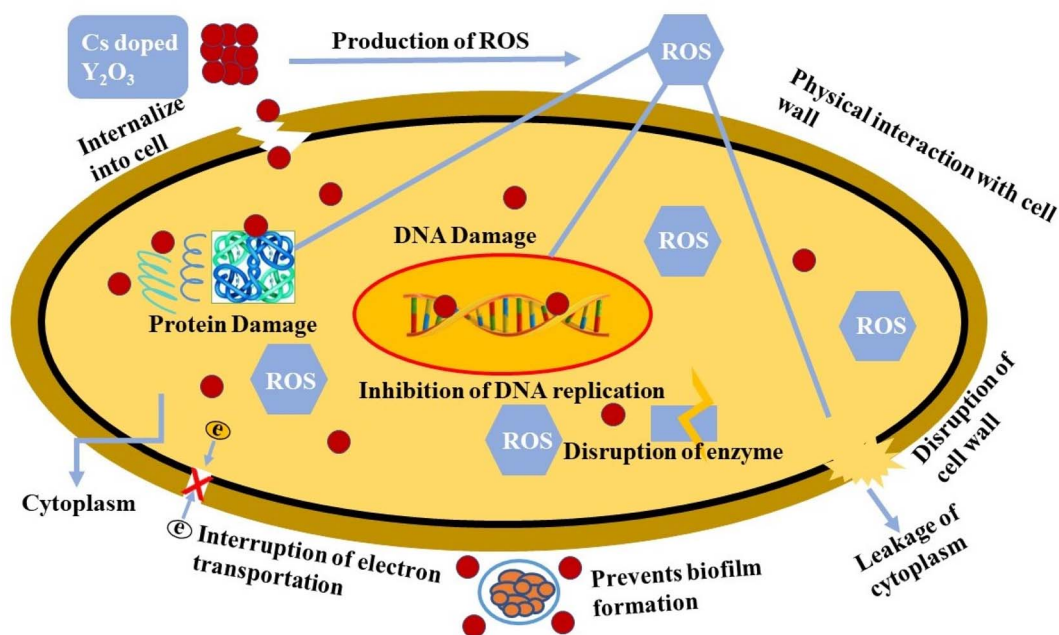 Cs doped
Y₂O₃
Production of ROS
ROS
Internalize
into cell
Physical interaction with cell
wall
DNA Damage
ROS
Protein Damage
ROS
ROS
Inhibition of DNA replication
ROS
Disruption of enzyme
Disruption of
cell wall
e
Cytoplasm
e
Interruption of electron
transportation
Prevents biofilm
formation
Leakage of
cytoplasm